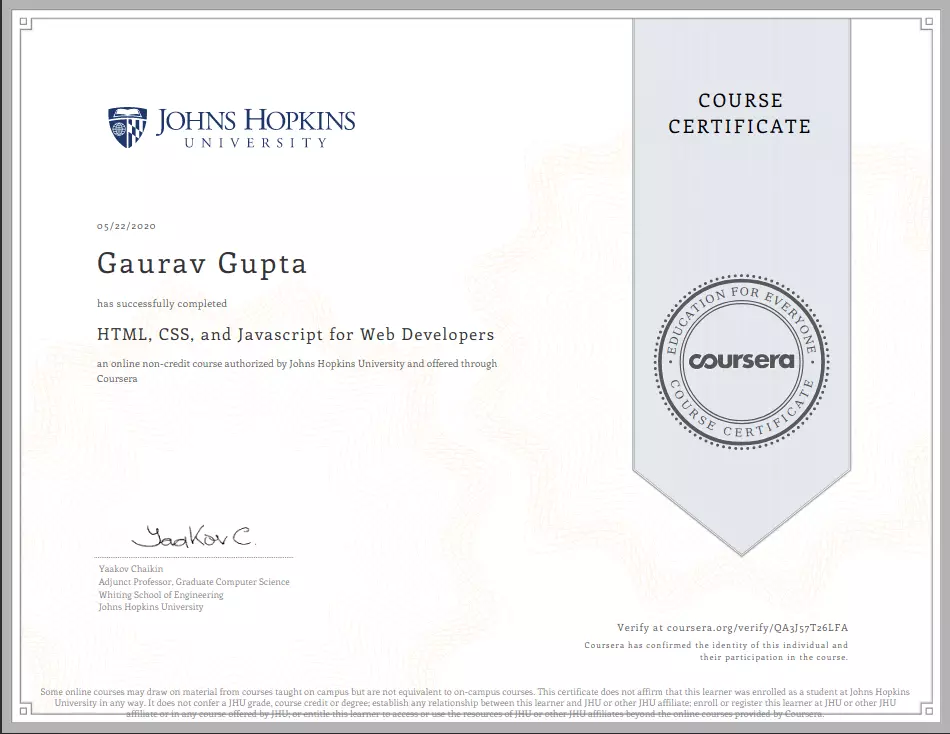 JOHNS HOPKINS
UNIVERSITY
COURSE
CERTIFICATE
05/22/2020
Gaurav Gupta
has successfully completed
HTML, CSS, and Javascript for Web Developers
an online non-credit course authorized by Johns Hopkins University and offered through
Coursera
EDUCATION FOR EVERYONE
coursera
COURSE CERTIFICATE
Yaakov C.
Yaakov Chaikin
Adjunct Professor, Graduate Computer Science
Whiting School of Engineering
Johns Hopkins University
Verify at coursera.org/verify/QA3J57T26LFA
Coursera has confirmed the identity of this individual and
their participation in the course.
Some online courses may draw on material from courses taught on campus but are not equivalent to on-campus courses. This certificate does not affirm that this learner was enrolled as a student at Johns Hopkins
University in any way. It does not confer a JHU grade, course credit or degree; establish any relationship between this learner and JHU or other JHU affiliate; enroll or register this learner at JHU or other JHU
affiliate or in any course offered by JHU; or entitle this learner to access or use the resources of JHU or other JHU affiliates beyond the online courses provided by Coursera.